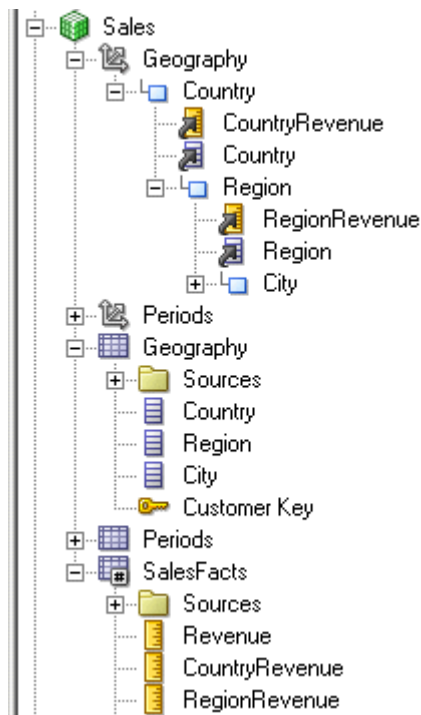 Sales
Geography
Country
CountryRevenue
Country
Region
RegionRevenue
Region
City
Periods
Geography
Sources
Country
Region
City
Customer Key
Periods
SalesFacts
Sources
Revenue
CountryRevenue
RegionRevenue